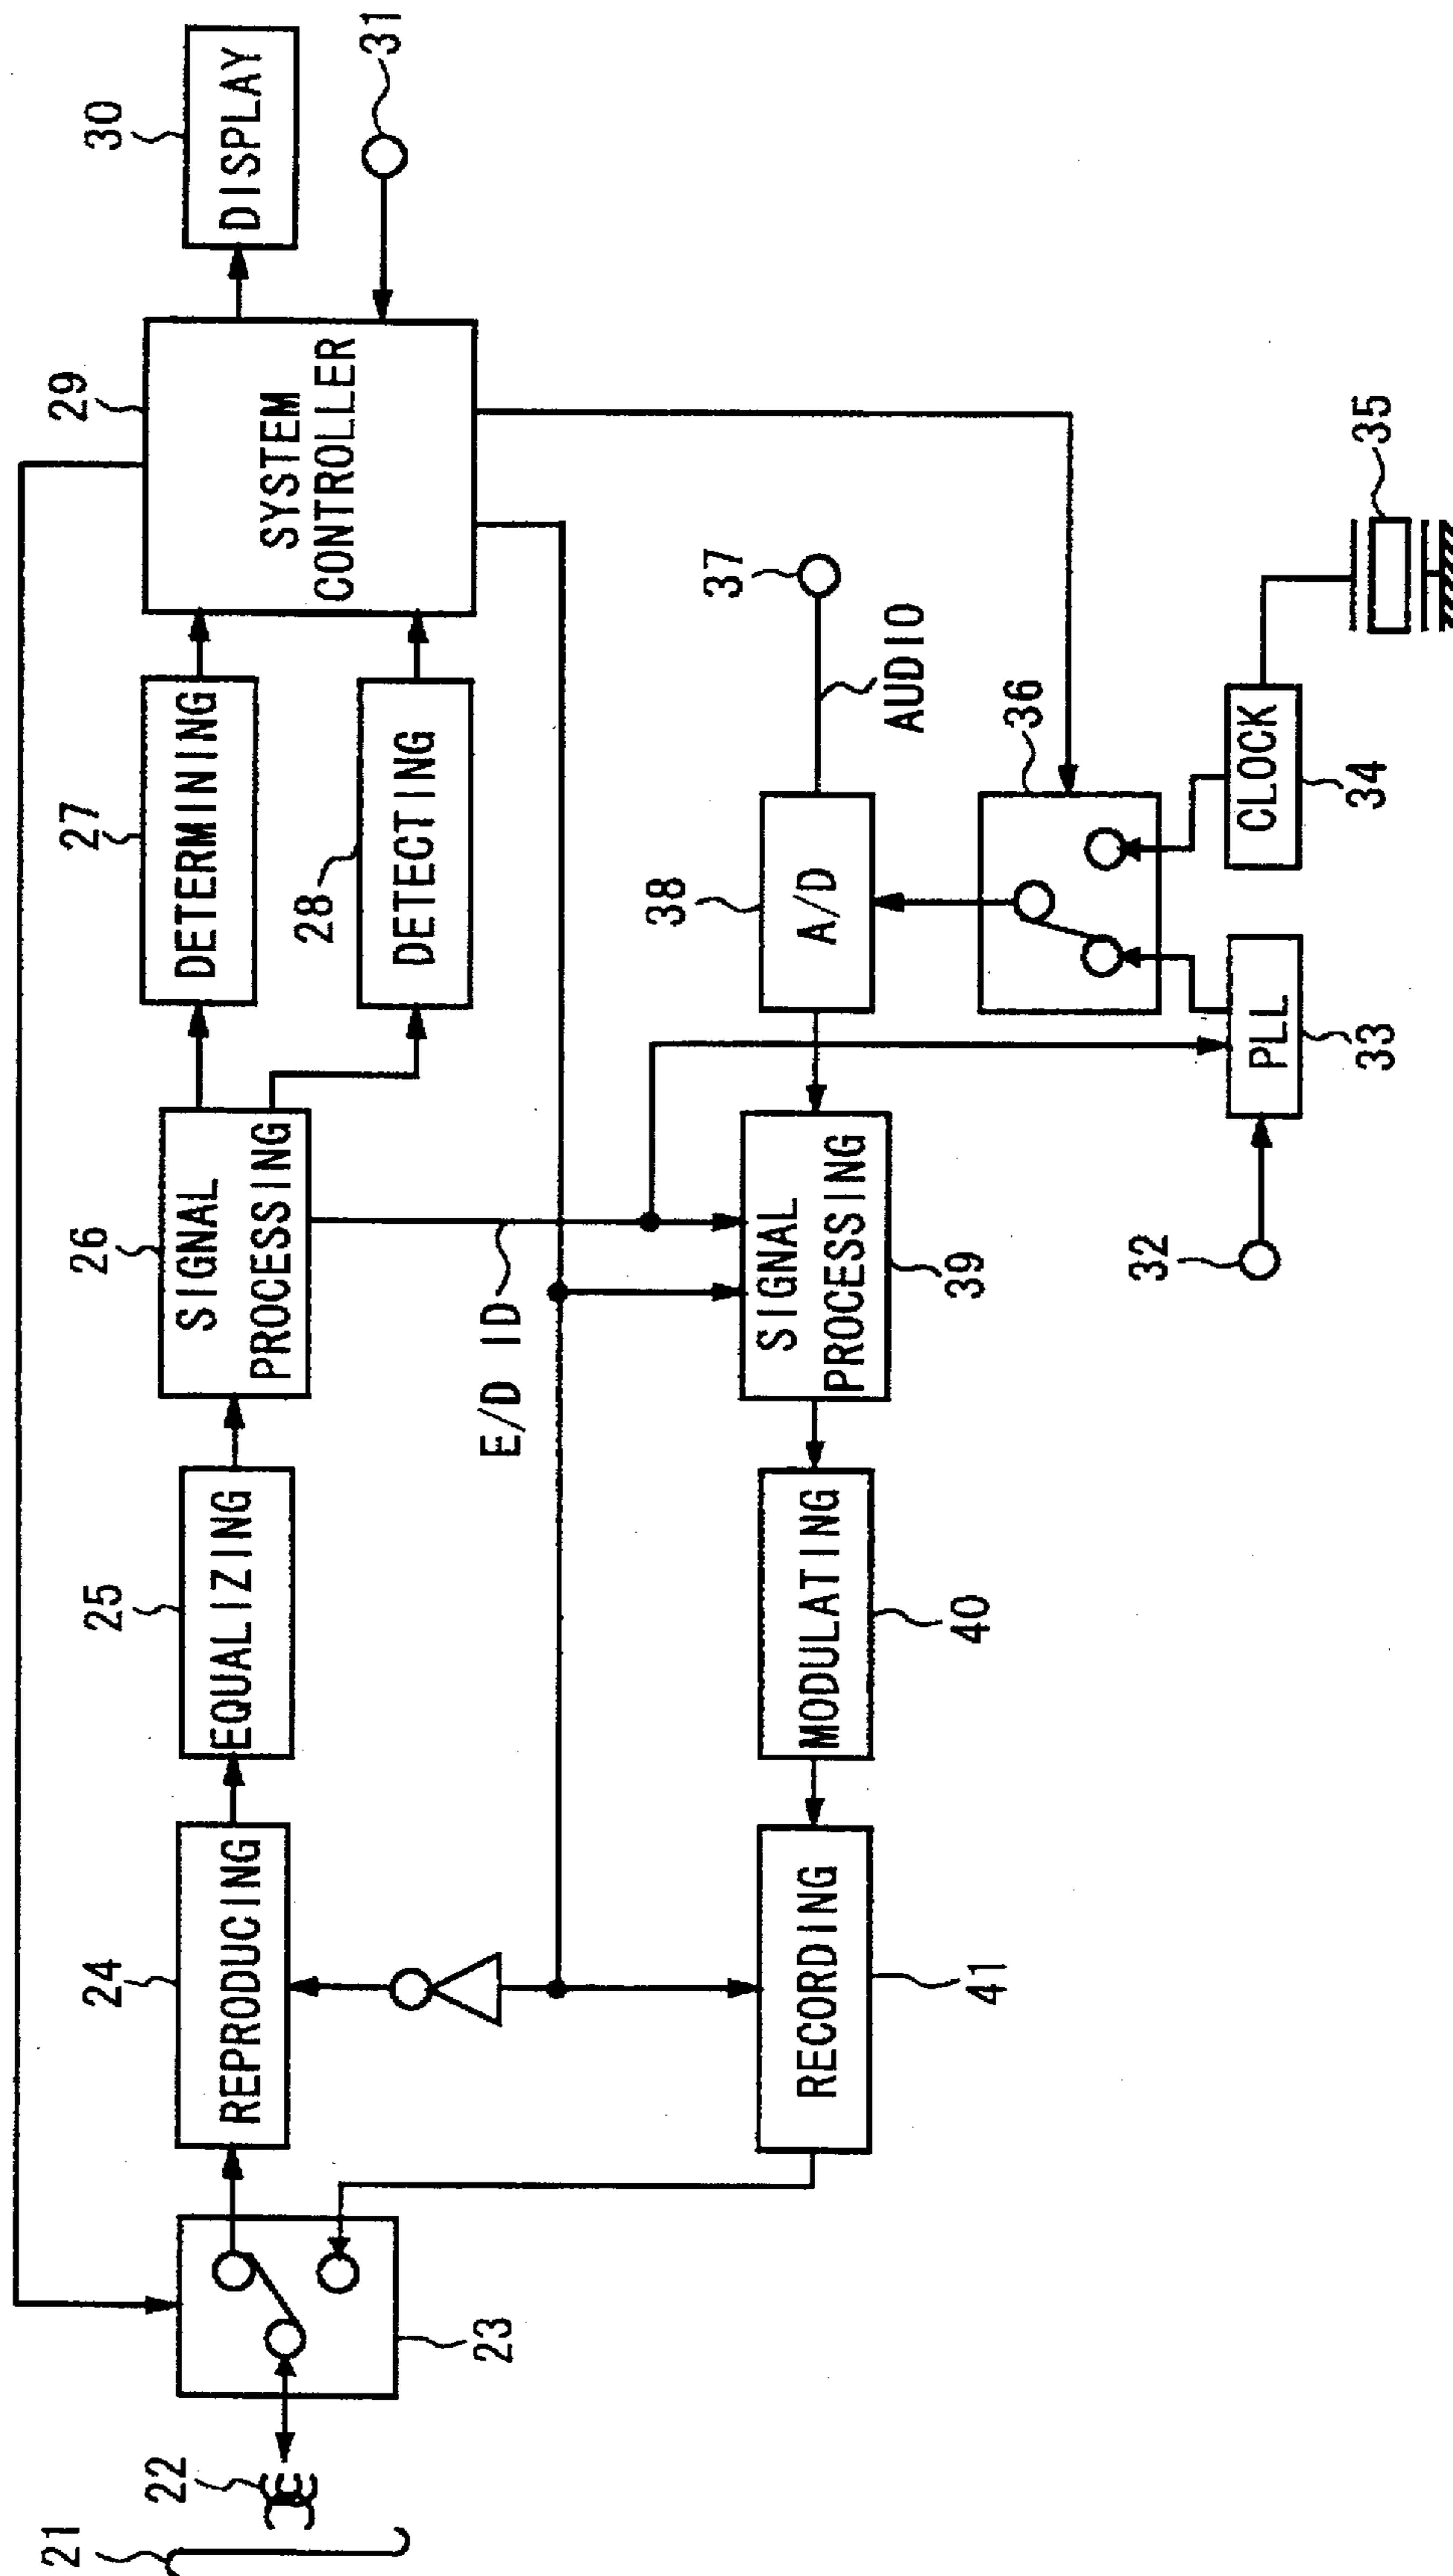 21
22
23
24
REPRODUCING
25
EQUALIZING
26
SIGNAL
PROCESSING
27
DETERMINING
28
DETECTING
29
SYSTEM
CONTROLLER
30
DISPLAY
31
E/D ID
41
RECORDING
40
MODULATING
39
SIGNAL
PROCESSING
38
A/D
37
AUDIO
36
32
33
PLL
34
CLOCK
35